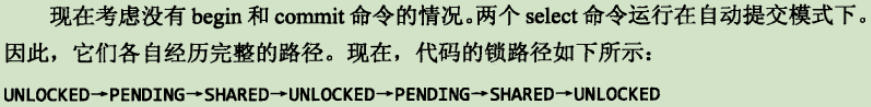 现在考虑没有 begin 和 commit 命令的情况。两个 select 命令运行在自动提交模式下。
因此，它们各自经历完整的路径。现在，代码的锁路径如下所示：
UNLOCKED→PENDING→SHARED→UNLOCKED→PENDING→SHARED→UNLOCKED